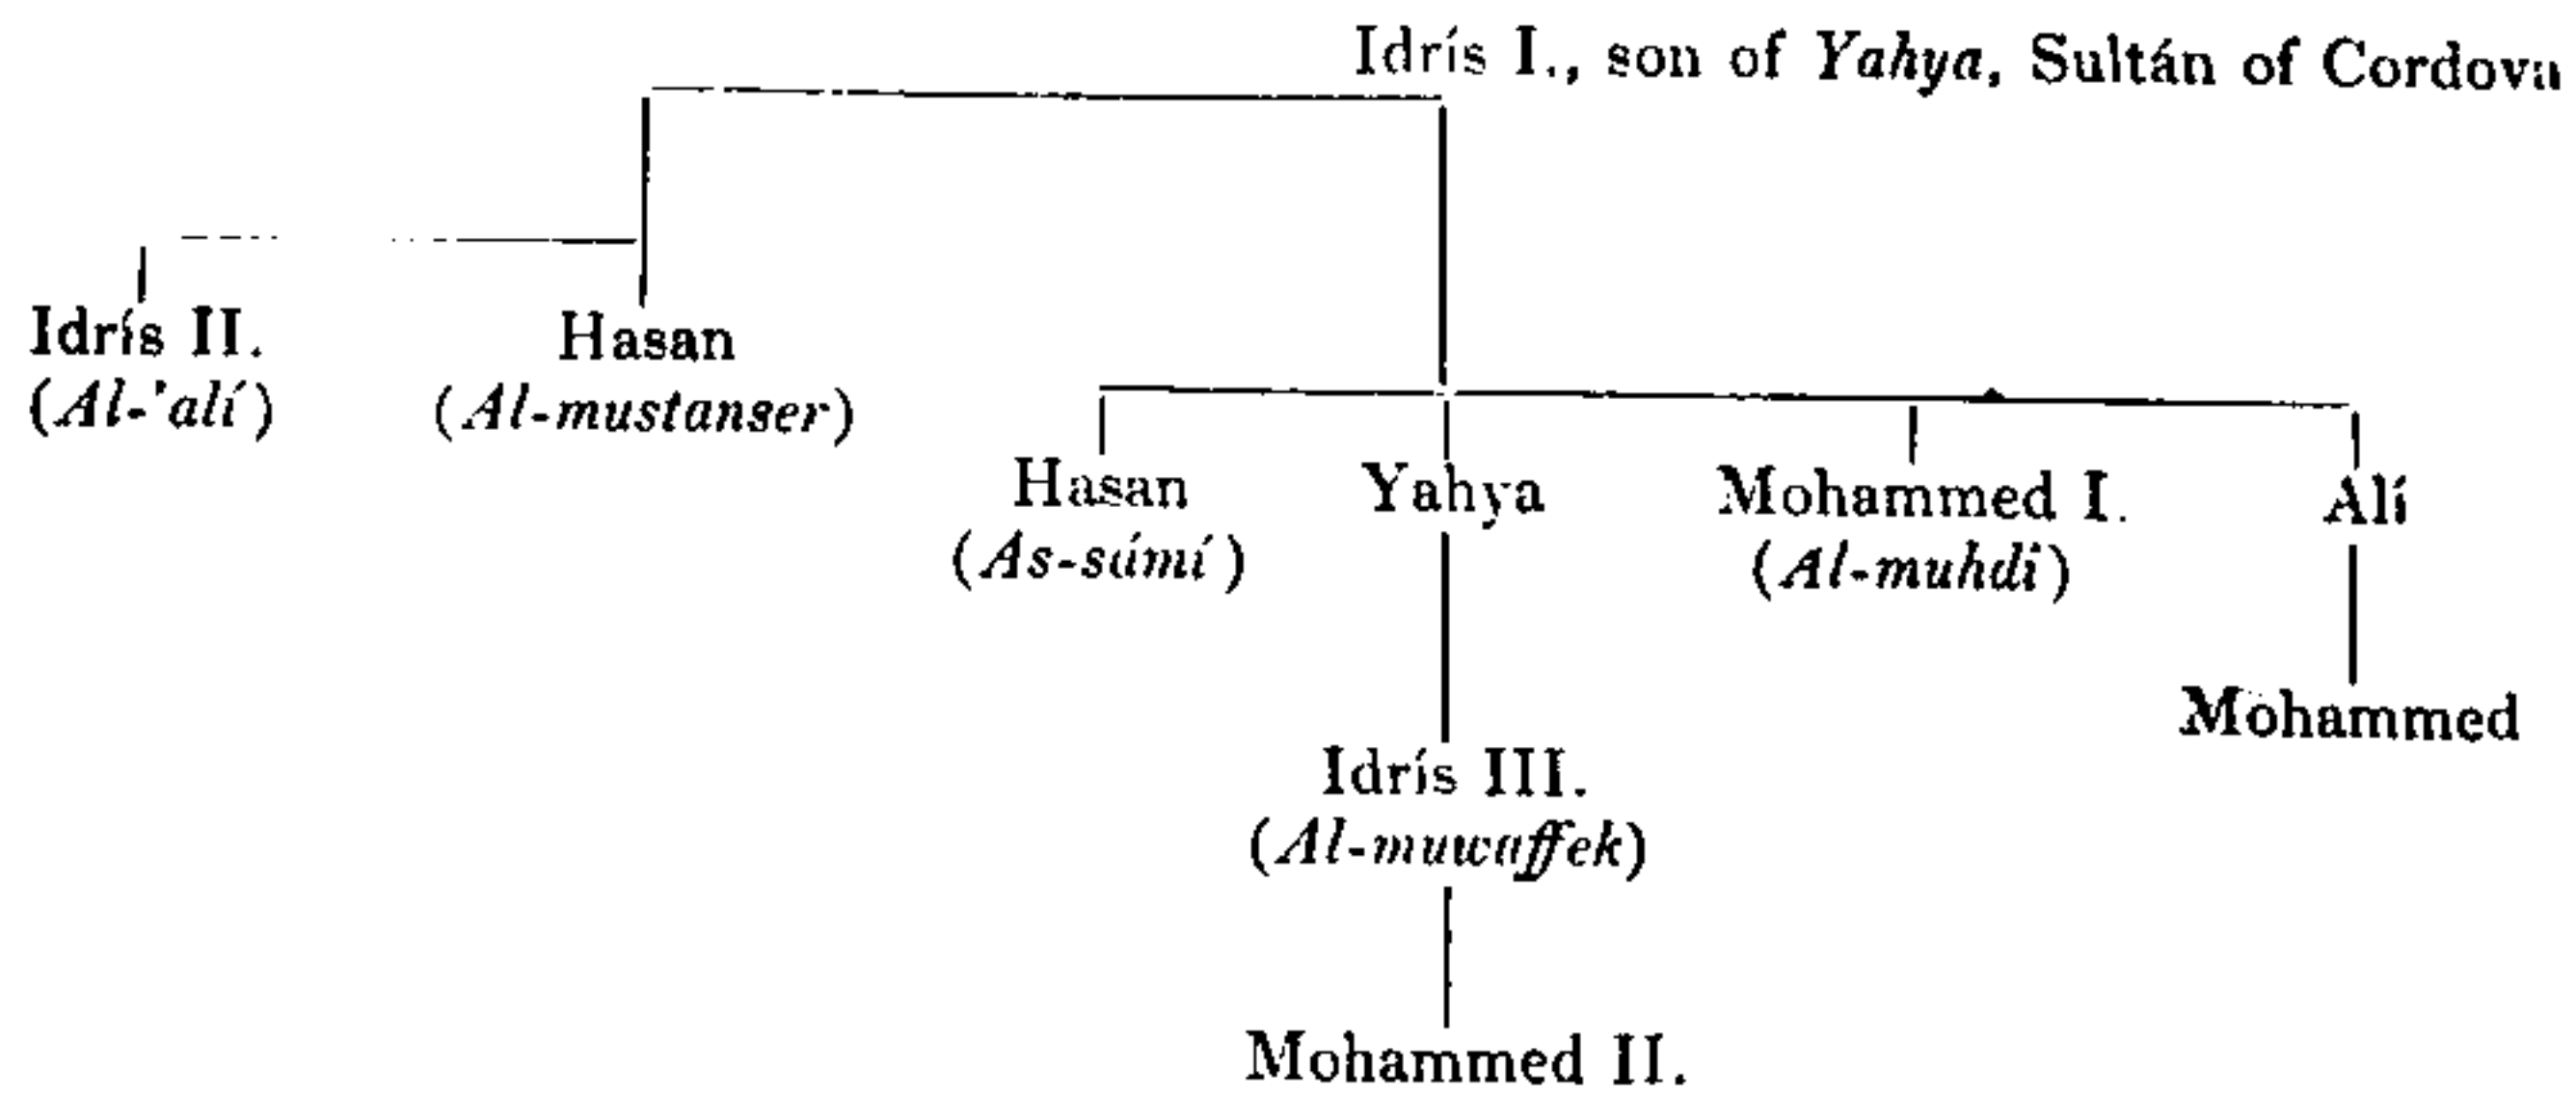 Idrís I., son of Yahya, Sultán of Cordova
Idrís II.
(Al-'alí)
Hasan
(Al-mustanser)
Hasan
(As-súmí)
Yahya
Mohammed I.
(Al-muhdi)
Alí
Mohammed
Idrís III.
(Al-muwaffek)
Mohammed II.